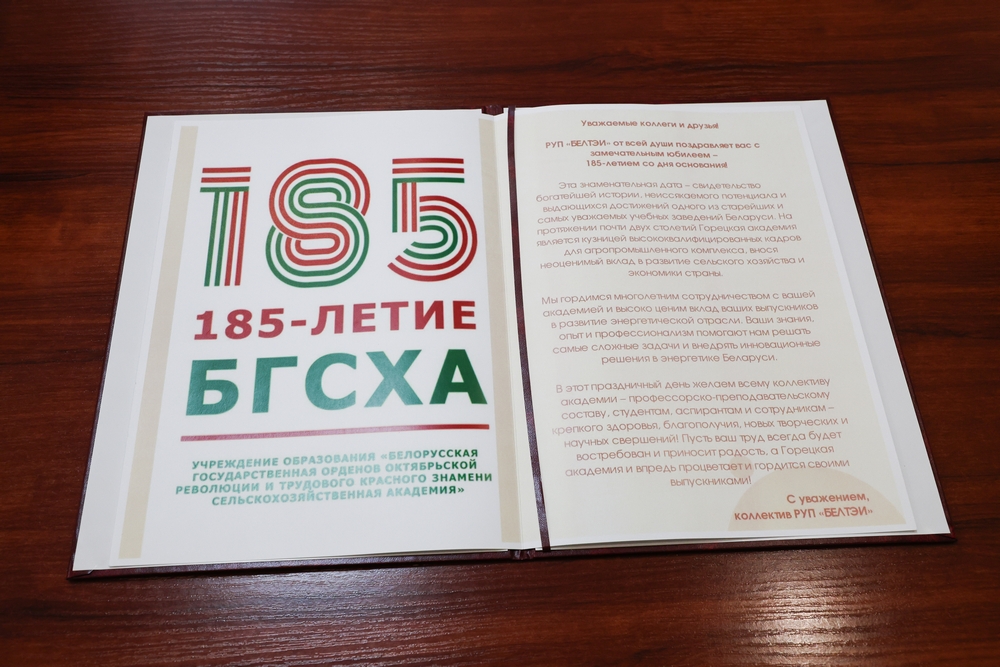 185
185-ЛЕТИЕ
БГСХА
УЧРЕЖДЕНИЕ ОБРАЗОВАНИЯ «БЕЛОРУССКАЯ
ГОСУДАРСТВЕННАЯ ОРДЕНОВ ОКТЯБРЬСКОЙ
РЕВОЛЮЦИИ И ТРУДОВОГО КРАСНОГО ЗНАМЕНИ
СЕЛЬСКОХОЗЯЙСТВЕННАЯ АКАДЕМИЯ»
Уважаемые коллеги и друзья!
РУП «БЕЛТЭИ» от всей души поздравляет вас с
замечательным юбилеем –
185-летием со дня основания!
Эта знаменательная дата – свидетельство
богатейшей истории, неиссякаемого потенциала и
выдающихся достижений одного из старейших и
самых уважаемых учебных заведений Беларуси. На
протяжении почти двух столетий Горецкая академия
является кузницей высококвалифицированных кадров
для агропромышленного комплекса, внося
неоценимый вклад в развитие сельского хозяйства и
экономики страны.
Мы гордимся многолетним сотрудничеством с вашей
академией и высоко ценим вклад ваших выпускников
в развитие энергетической отрасли. Ваши знания,
опыт и профессионализм помогают нам решать
самые сложные задачи и внедрять инновационные
решения в энергетике Беларуси.
В этот праздничный день желаем всему коллективу
академии – профессорско-преподавательскому
составу, студентам, аспирантам и сотрудникам –
крепкого здоровья, благополучия, новых творческих и
научных свершений! Пусть ваш труд всегда будет
востребован и приносит радость, а Горецкая
академия и впредь процветает и гордится своими
выпускниками!
С уважением,
коллектив РУП «БЕЛТЭИ»